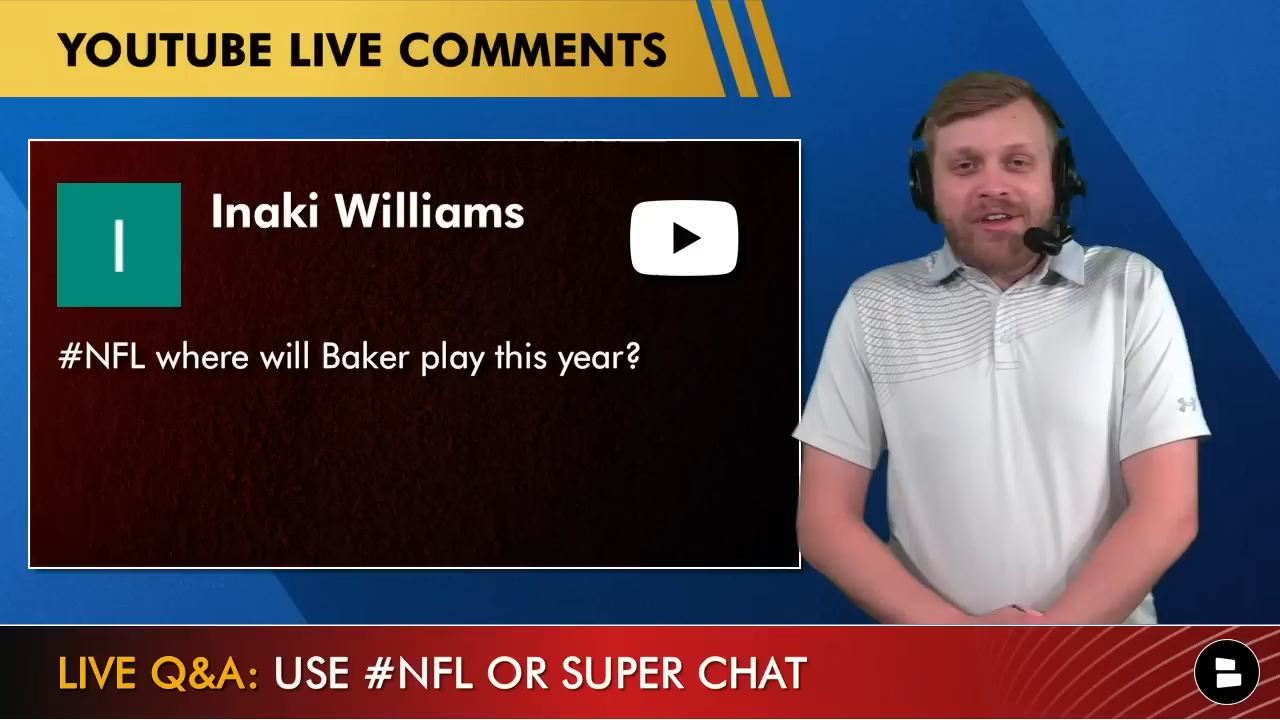 YOUTUBE LIVE COMMENTS
I
Inaki Williams
#NFL where will Baker play this year?
LIVE Q&A: USE #NFL OR SUPER CHAT